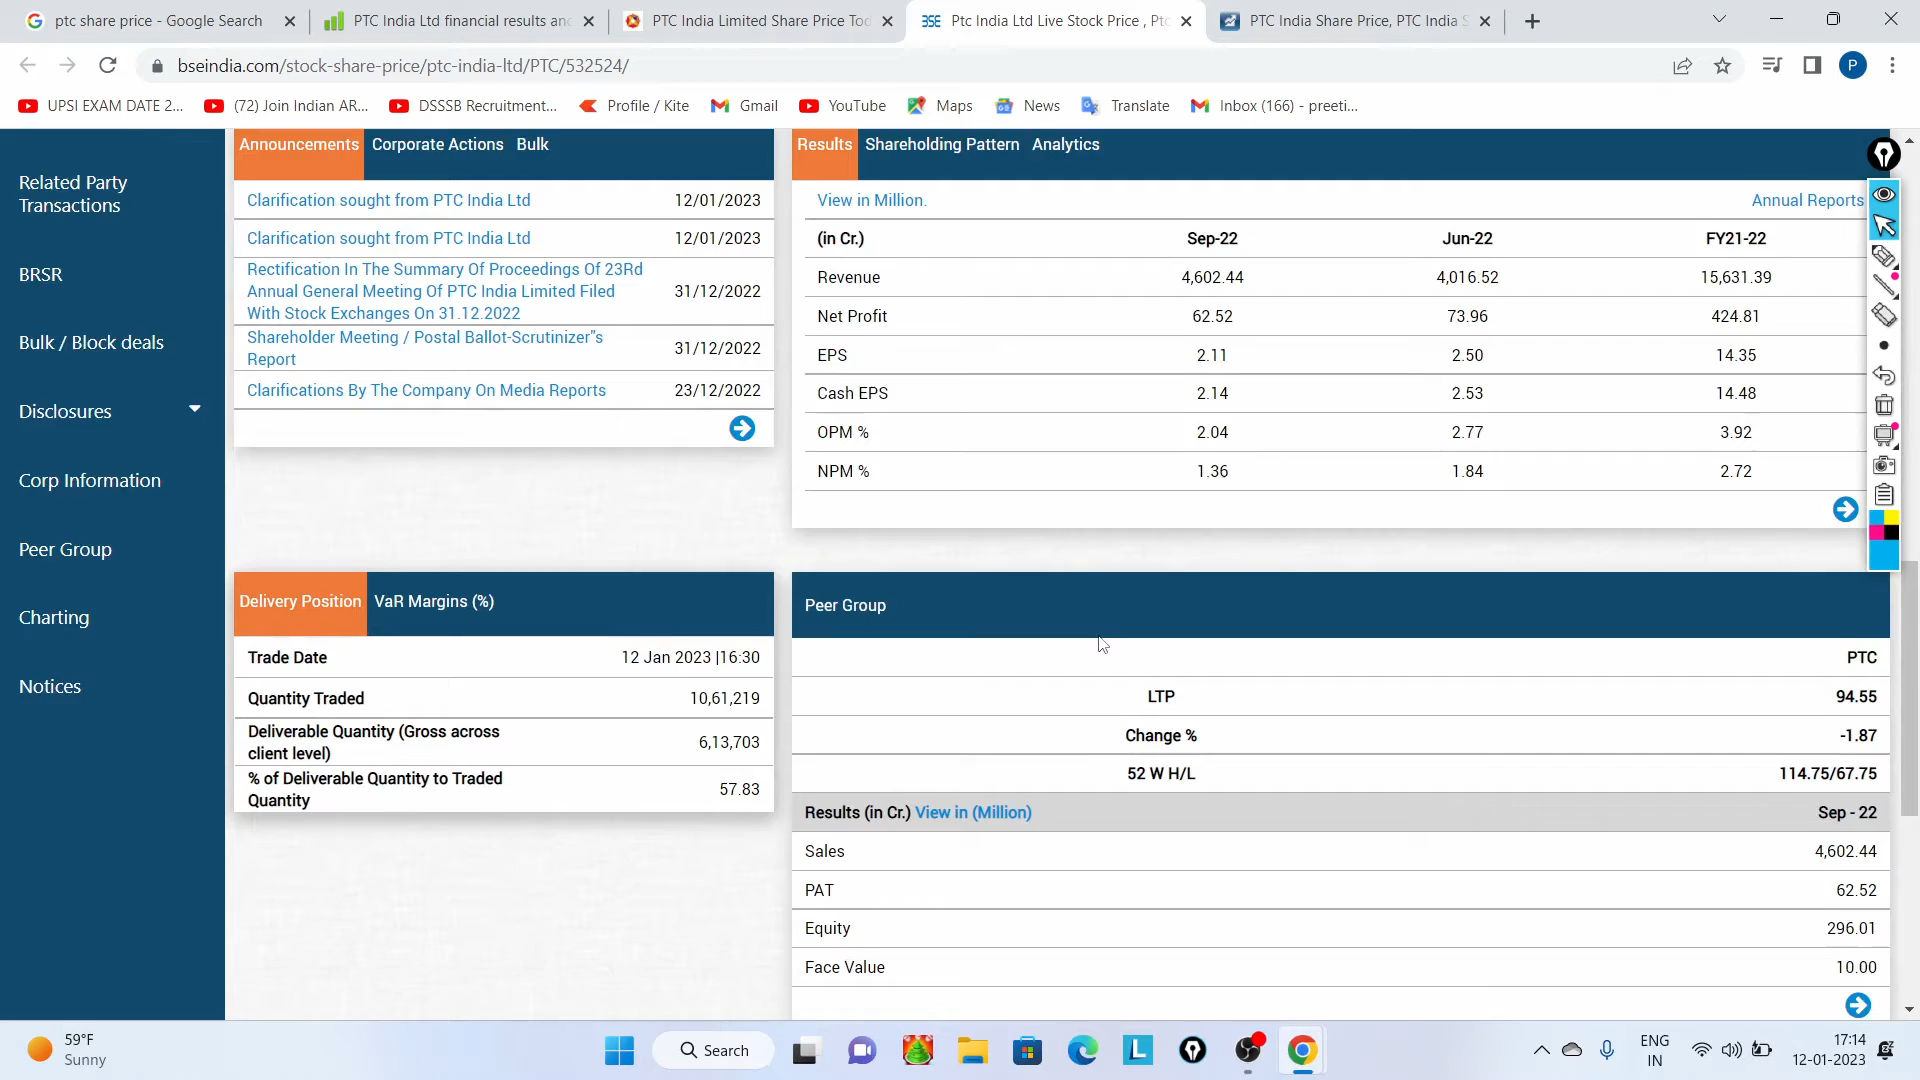 ptc share price - Google Search
PTC India Ltd financial results an
PTC India Limited Share Price Tod
BSE Ptc India Ltd Live Stock Price , Ptc
PTC India Share Price, PTC India S
bseindia.com/stock-share-price/ptc-india-ltd/PTC/532524/
P
UPSI EXAM DATE 2...
(72) Join Indian AR...
DSSSB Recruitment...
Profile / Kite
Gmail
YouTube
Maps
News
Translate
Inbox (166) - preeti...
Related Party
Transactions
BRSR
Bulk / Block deals
Disclosures
Corp Information
Peer Group
Charting
Notices
Announcements Corporate Actions Bulk
Clarification sought from PTC India Ltd 12/01/2023
Clarification sought from PTC India Ltd 12/01/2023
Rectification In The Summary Of Proceedings Of 23Rd
Annual General Meeting Of PTC India Limited Filed 31/12/2022
With Stock Exchanges On 31.12.2022
Shareholder Meeting / Postal Ballot-Scrutinizer"s 31/12/2022
Report
Clarifications By The Company On Media Reports 23/12/2022
Results Shareholding Pattern Analytics
View in Million. Annual Reports
(in Cr.) Sep-22 Jun-22 FY21-22
Revenue 4,602.44 4,016.52 15,631.39
Net Profit 62.52 73.96 424.81
EPS 2.11 2.50 14.35
Cash EPS 2.14 2.53 14.48
OPM % 2.04 2.77 3.92
NPM % 1.36 1.84 2.72
Delivery Position VaR Margins (%)
Trade Date 12 Jan 2023 |16:30
Quantity Traded 10,61,219
Deliverable Quantity (Gross across
client level) 6,13,703
% of Deliverable Quantity to Traded
Quantity 57.83
Peer Group
PTC
LTP 94.55
Change % -1.87
52 W H/L 114.75/67.75
Results (in Cr.) View in (Million) Sep - 22
Sales 4,602.44
PAT 62.52
Equity 296.01
Face Value 10.00
59°F
Sunny
Search
L
ENG
IN
17:14
12-01-2023